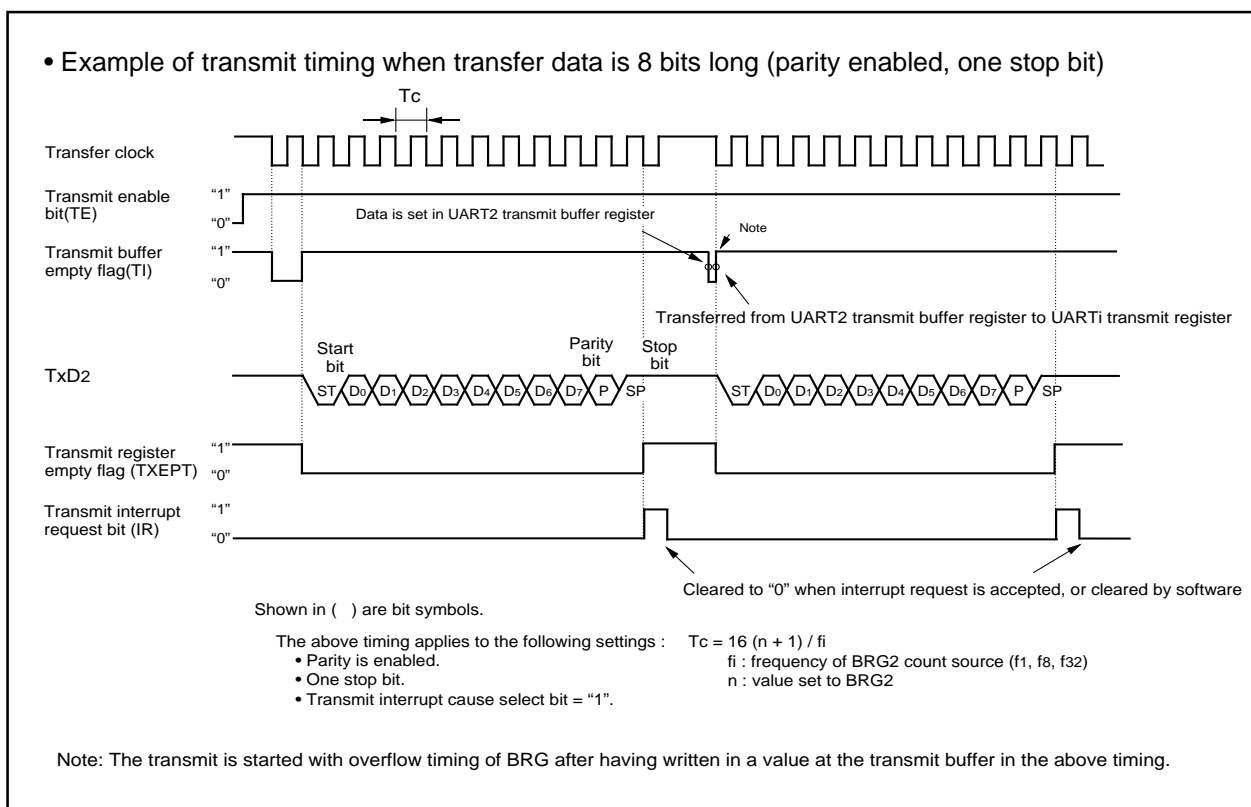 • Example of transmit timing when transfer data is 8 bits long (parity enabled, one stop bit)
Tc
Transfer clock
Transmit enable
bit(TE)
“1”
“0”
Data is set in UART2 transmit buffer register
Note
Transmit buffer
empty flag(TI)
“1”
“0”
Transferred from UART2 transmit buffer register to UARTi transmit register
Start
bit
Parity
bit
Stop
bit
TxD2
ST D0 D1 D2 D3 D4 D5 D6 D7 P SP
ST D0 D1 D2 D3 D4 D5 D6 D7 P SP
Transmit register
empty flag (TXEPT)
“1”
“0”
Transmit interrupt
request bit (IR)
“1”
“0”
Cleared to “0” when interrupt request is accepted, or cleared by software
Shown in ( ) are bit symbols.
The above timing applies to the following settings :
• Parity is enabled.
• One stop bit.
• Transmit interrupt cause select bit = “1”.
Tc = 16 (n + 1) / fi
fi : frequency of BRG2 count source (f1, f8, f32)
n : value set to BRG2
Note: The transmit is started with overflow timing of BRG after having written in a value at the transmit buffer in the above timing.